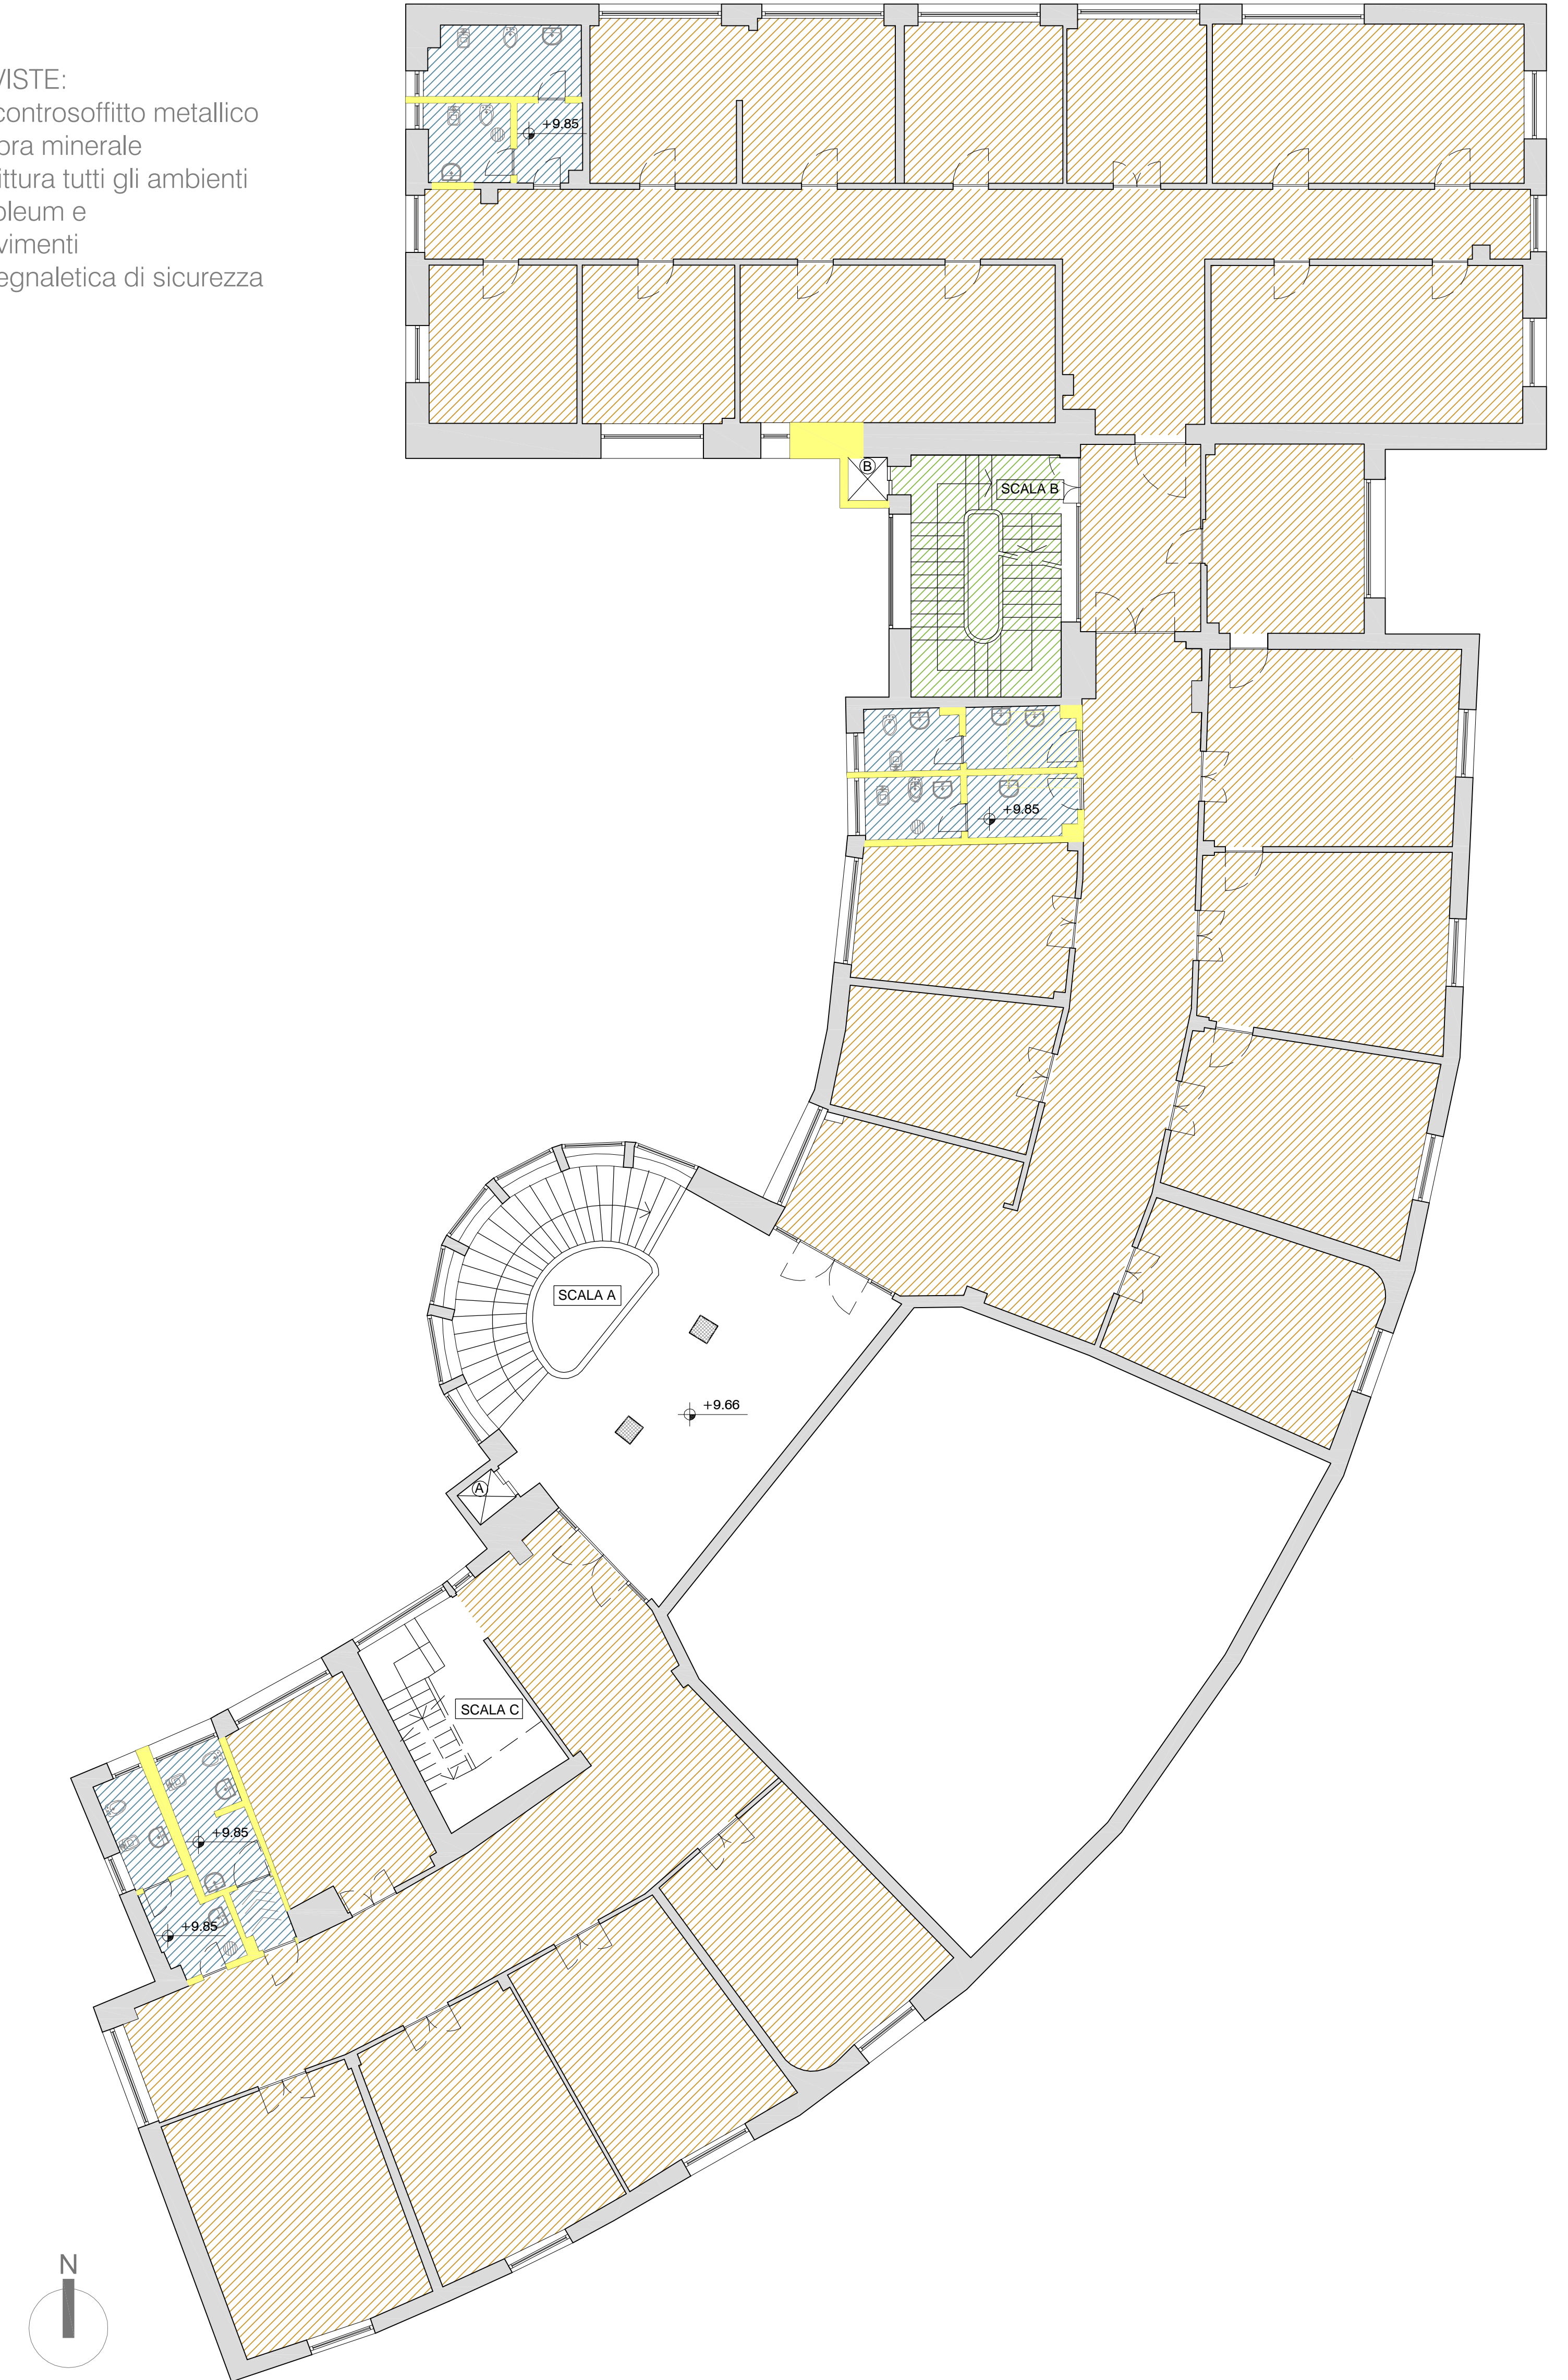 VISTE:
controsoffitto metallico
bra minerale
ittura tutti gli ambienti
oleum e
vimenti
egnaletica di sicurezza
+9.85
B
SCALA B
+9.85
SCALA A
+9.66
A
SCALA C
+9.85
+9.85
N